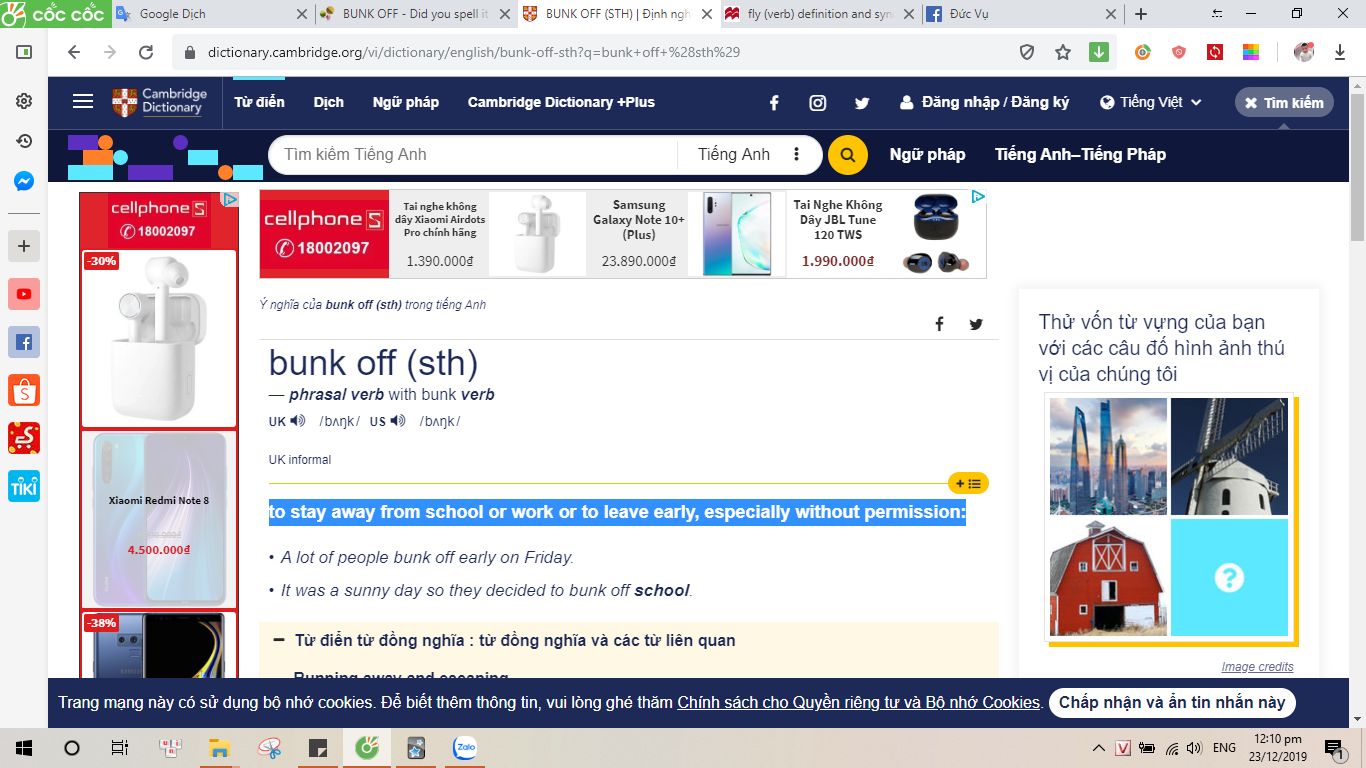 cốc cốc
Google Dịch
BUNK OFF - Did you spell it
BUNK OFF (STH) | Định ngh
fly (verb) definition and syn
Đức Vụ
dictionary.cambridge.org/vi/dictionary/english/bunk-off-sth?q=bunk+off+%28sth%29
Cambridge
Dictionary
Từ điển
Dịch
Ngữ pháp
Cambridge Dictionary +Plus
Đăng nhập / Đăng ký
Tiếng Việt
Tìm kiếm
Tìm kiếm Tiếng Anh
Tiếng Anh
Ngữ pháp
Tiếng Anh–Tiếng Pháp
cellphone S
18002097
-30%
Xiaomi Redmi Note 8
4.500.000₫
-38%
cellphone S
18002097
Tai nghe không
dây Xiaomi Airdots
Pro chính hãng
1.390.000₫
Samsung
Galaxy Note 10+
(Plus)
23.890.000₫
Tai Nghe Không
Dây JBL Tune
120 TWS
1.990.000₫
Ý nghĩa của bunk off (sth) trong tiếng Anh
bunk off (sth)
— phrasal verb with bunk verb
UK /bʌŋk/ US /bʌŋk/
UK informal
to stay away from school or work or to leave early, especially without permission:
• A lot of people bunk off early on Friday.
• It was a sunny day so they decided to bunk off school.
Từ điển từ đồng nghĩa : từ đồng nghĩa và các từ liên quan
Running away and escaping
Thử vốn từ vựng của bạn
với các câu đố hình ảnh thú
vị của chúng tôi
?
Image credits
Trang mạng này có sử dụng bộ nhớ cookies. Để biết thêm thông tin, vui lòng ghé thăm Chính sách cho Quyền riêng tư và Bộ nhớ Cookies.
Chấp nhận và ẩn tin nhắn này
TIKI
Zalo
V
ENG
12:10 pm
23/12/2019
1